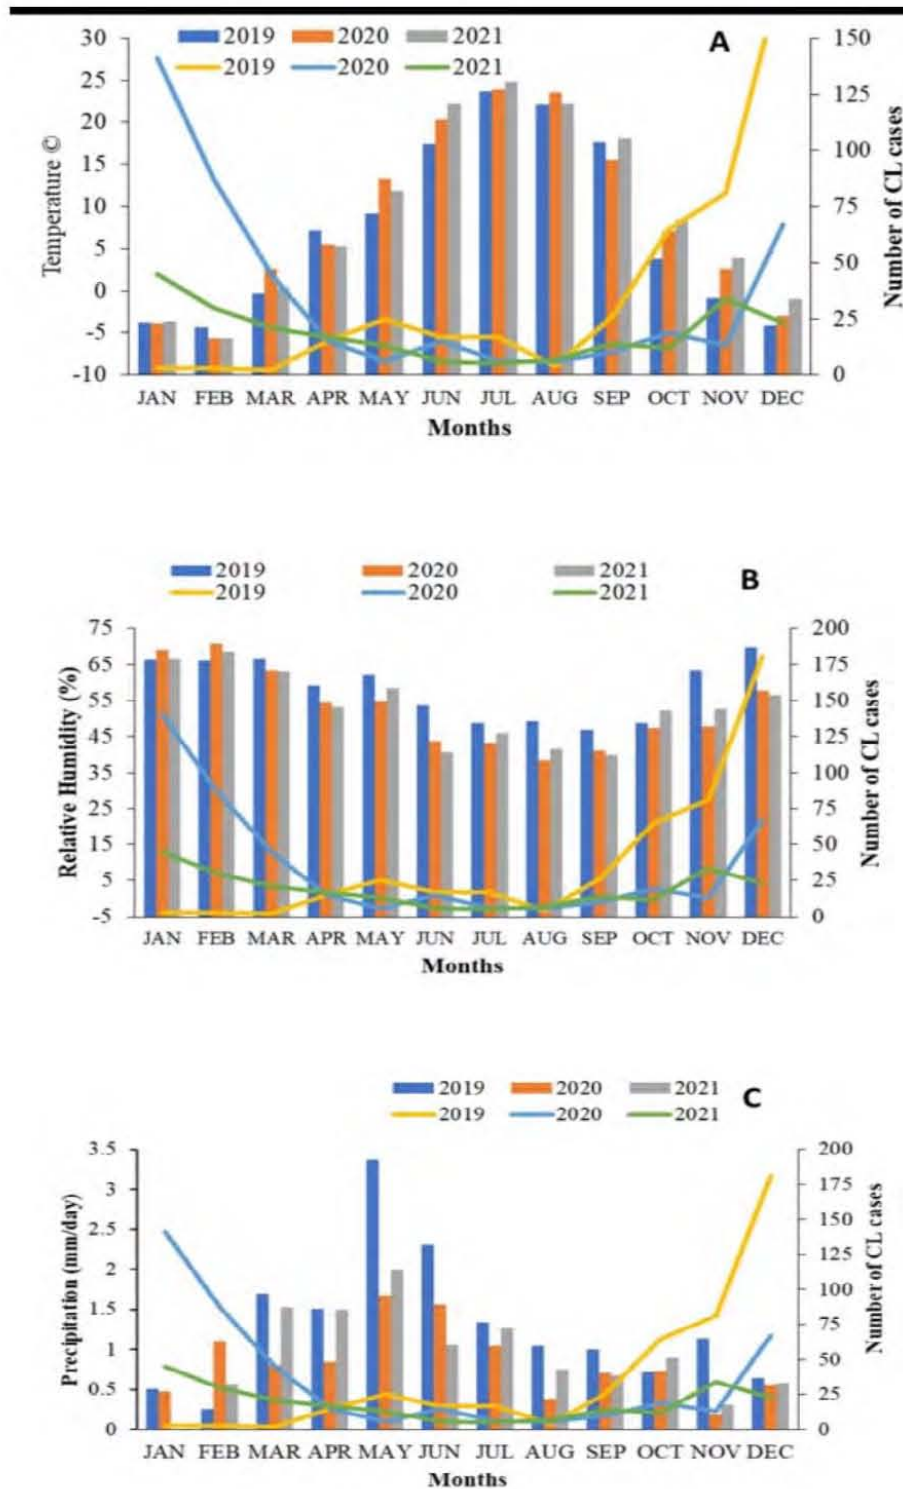 A
2019 2020 2021
2019 2020 2021
30
25
20
15
10
5
0
-5
-10
Temperature ©
150
125
100
75
50
25
0
Number of CL cases
JAN FEB MAR APR MAY JUN JUL AUG SEP OCT NOV DEC
Months
B
2019 2020 2021
2019 2020 2021
75
65
55
45
35
25
15
5
-5
Relative Humidity (%)
200
175
150
125
100
75
50
25
0
Number of CL cases
JAN FEB MAR APR MAY JUN JUL AUG SEP OCT NOV DEC
Months
C
2019 2020 2021
2019 2020 2021
3.5
3
2.5
2
1.5
1
0.5
0
Precipitation (mm/day)
200
175
150
125
100
75
50
25
0
Number of CL cases
JAN FEB MAR APR MAY JUN JUL AUG SEP OCT NOV DEC
Months